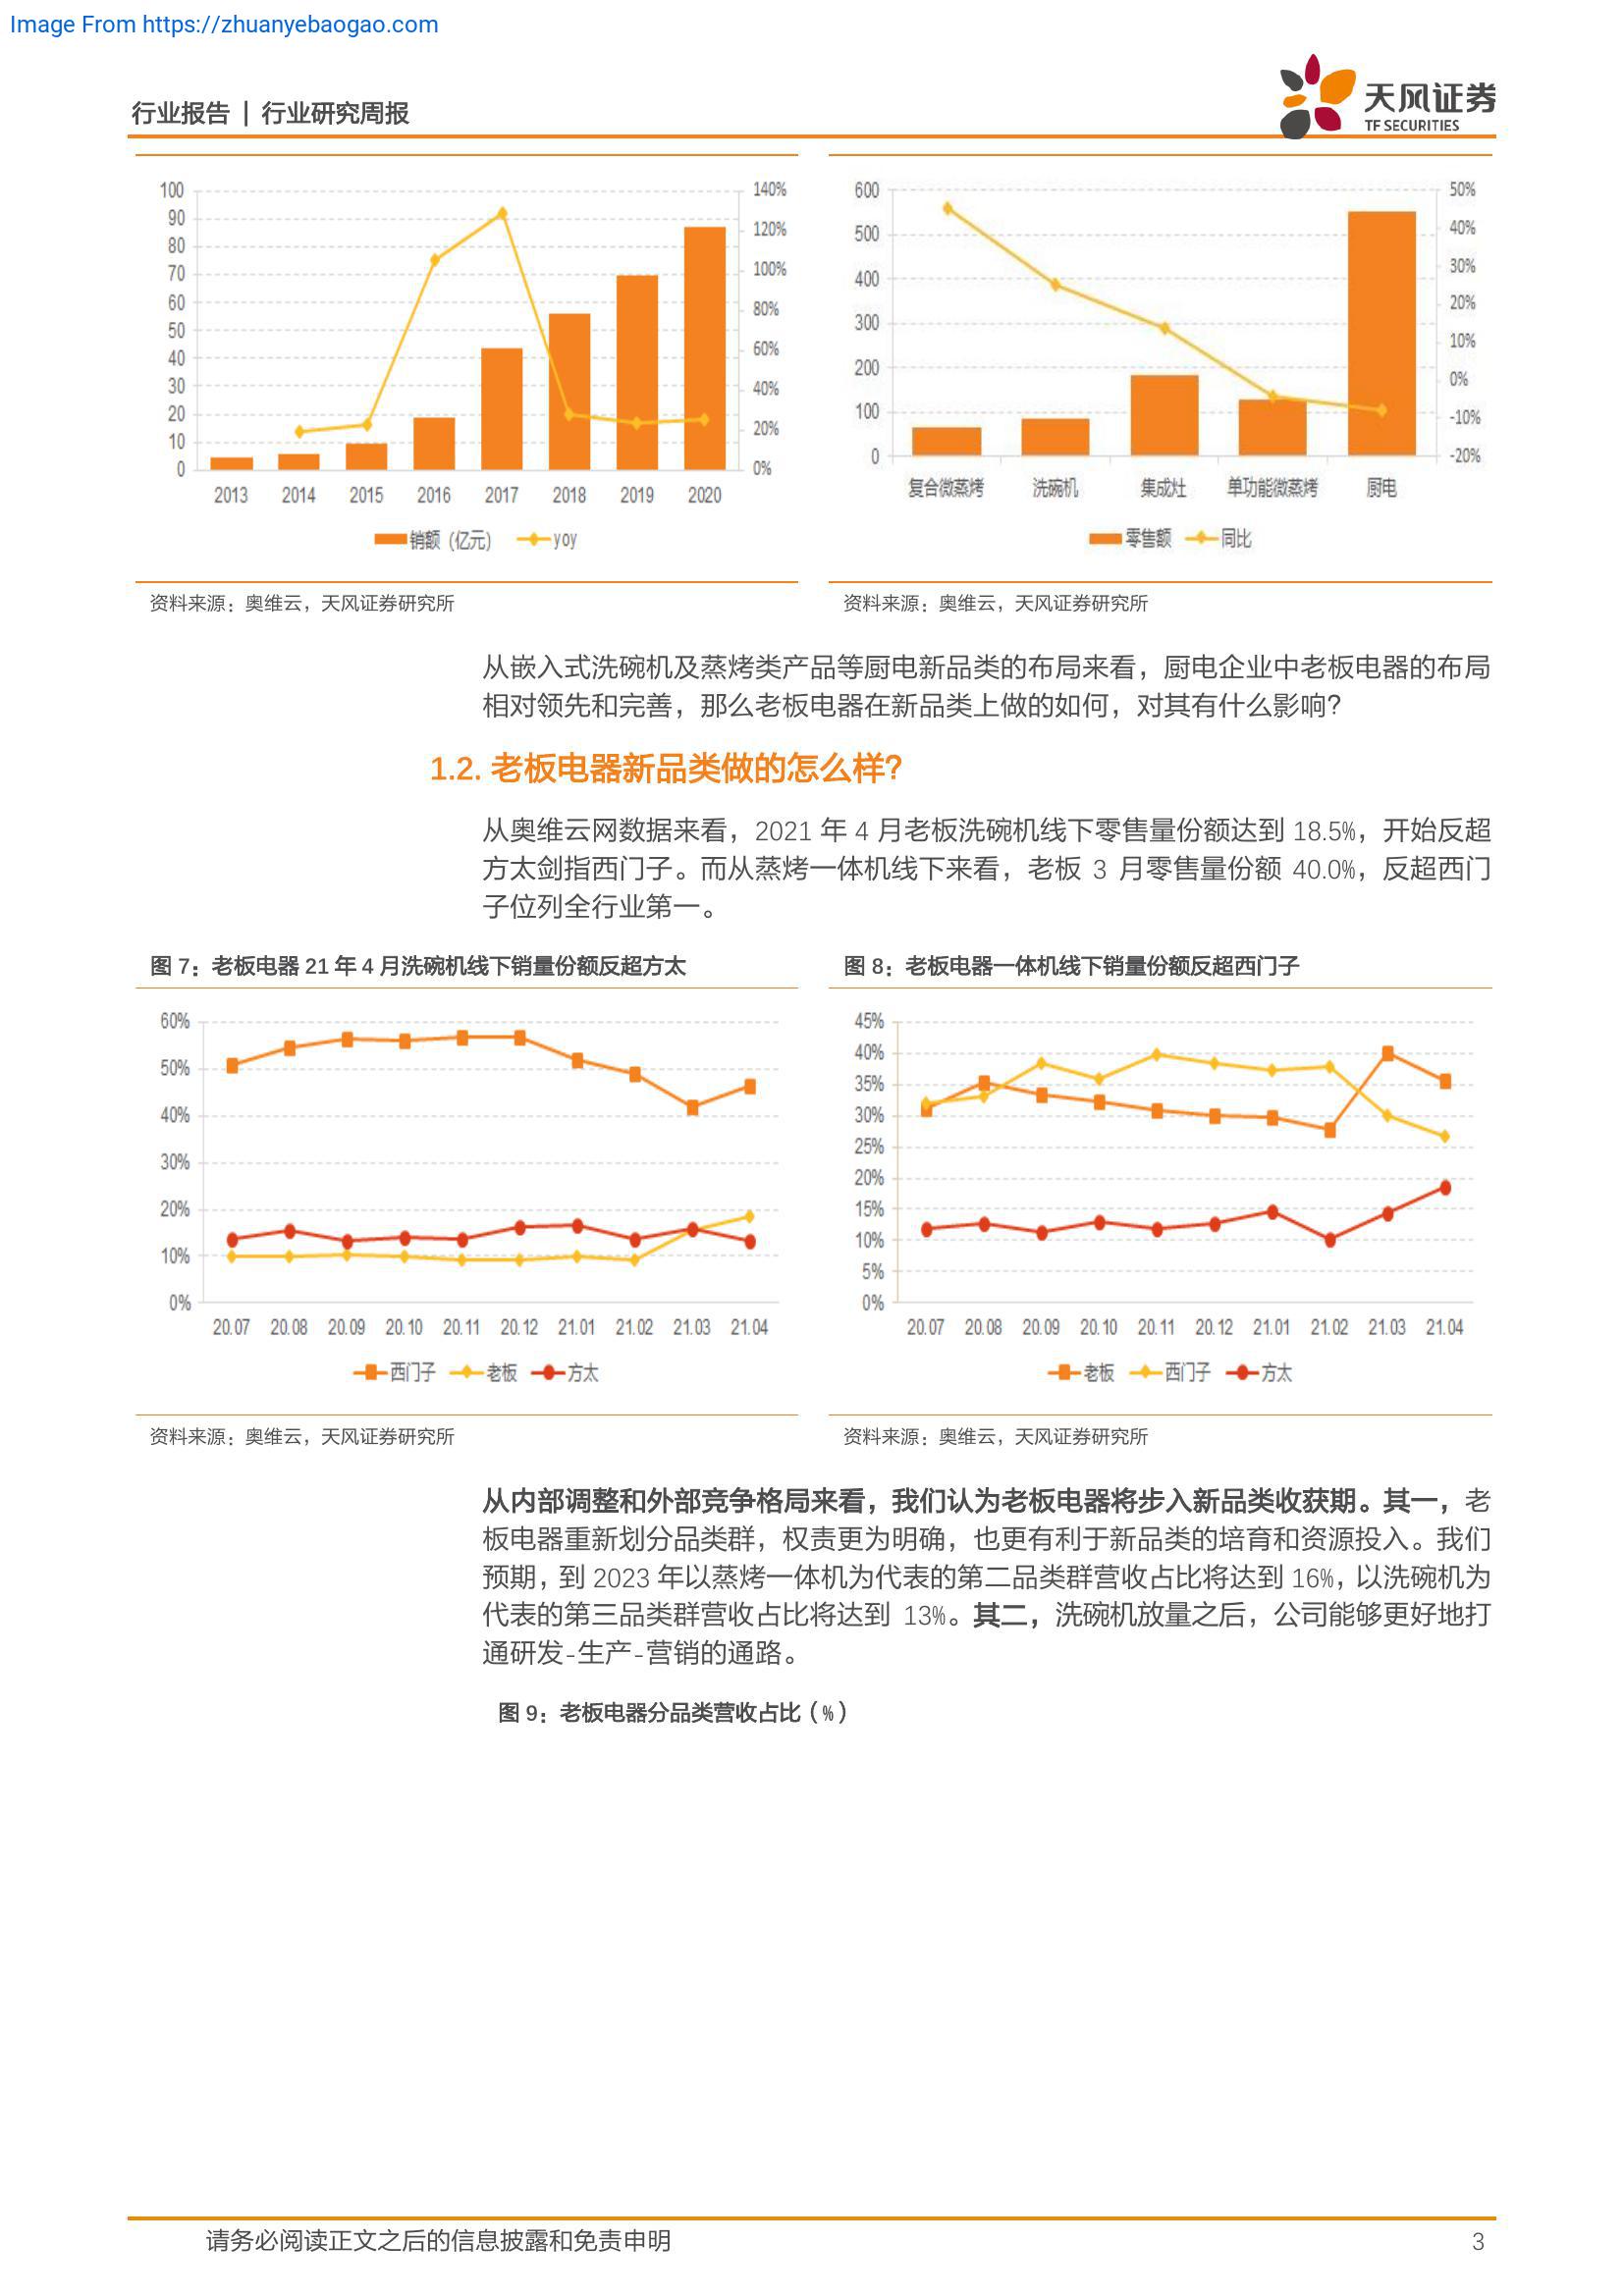 Image From https://zhuanyebaogao.com
行业报告 | 行业研究周报
天风证券
TF SECURITIES
100
90
80
70
60
50
40
30
20
10
0
140%
120%
100%
80%
60%
40%
20%
0%
2013 2014 2015 2016 2017 2018 2019 2020
销额（亿元） yoy
600
500
400
300
200
100
0
50%
40%
30%
20%
10%
0%
-10%
-20%
复合微蒸烤 洗碗机 集成灶 单功能微蒸烤 厨电
零售额 同比
资料来源：奥维云，天风证券研究所
资料来源：奥维云，天风证券研究所
从嵌入式洗碗机及蒸烤类产品等厨电新品类的布局来看，厨电企业中老板电器的布局
相对领先和完善，那么老板电器在新品类上做的如何，对其有什么影响？
1.2. 老板电器新品类做的怎么样？
从奥维云网数据来看，2021 年 4 月老板洗碗机线下零售量份额达到 18.5%，开始反超
方太剑指西门子。而从蒸烤一体机线下来看，老板 3 月零售量份额 40.0%，反超西门
子位列全行业第一。
图 7：老板电器 21 年 4 月洗碗机线下销量份额反超方太
60%
50%
40%
30%
20%
10%
0%
20.07 20.08 20.09 20.10 20.11 20.12 21.01 21.02 21.03 21.04
西门子 老板 方太
图 8：老板电器一体机线下销量份额反超西门子
45%
40%
35%
30%
25%
20%
15%
10%
5%
0%
20.07 20.08 20.09 20.10 20.11 20.12 21.01 21.02 21.03 21.04
老板 西门子 方太
资料来源：奥维云，天风证券研究所
资料来源：奥维云，天风证券研究所
从内部调整和外部竞争格局来看，我们认为老板电器将步入新品类收获期。其一，老
板电器重新划分品类群，权责更为明确，也更有利于新品类的培育和资源投入。我们
预期，到 2023 年以蒸烤一体机为代表的第二品类群营收占比将达到 16%，以洗碗机为
代表的第三品类群营收占比将达到 13%。其二，洗碗机放量之后，公司能够更好地打
通研发-生产-营销的通路。
图 9：老板电器分品类营收占比（%）
请务必阅读正文之后的信息披露和免责申明
3